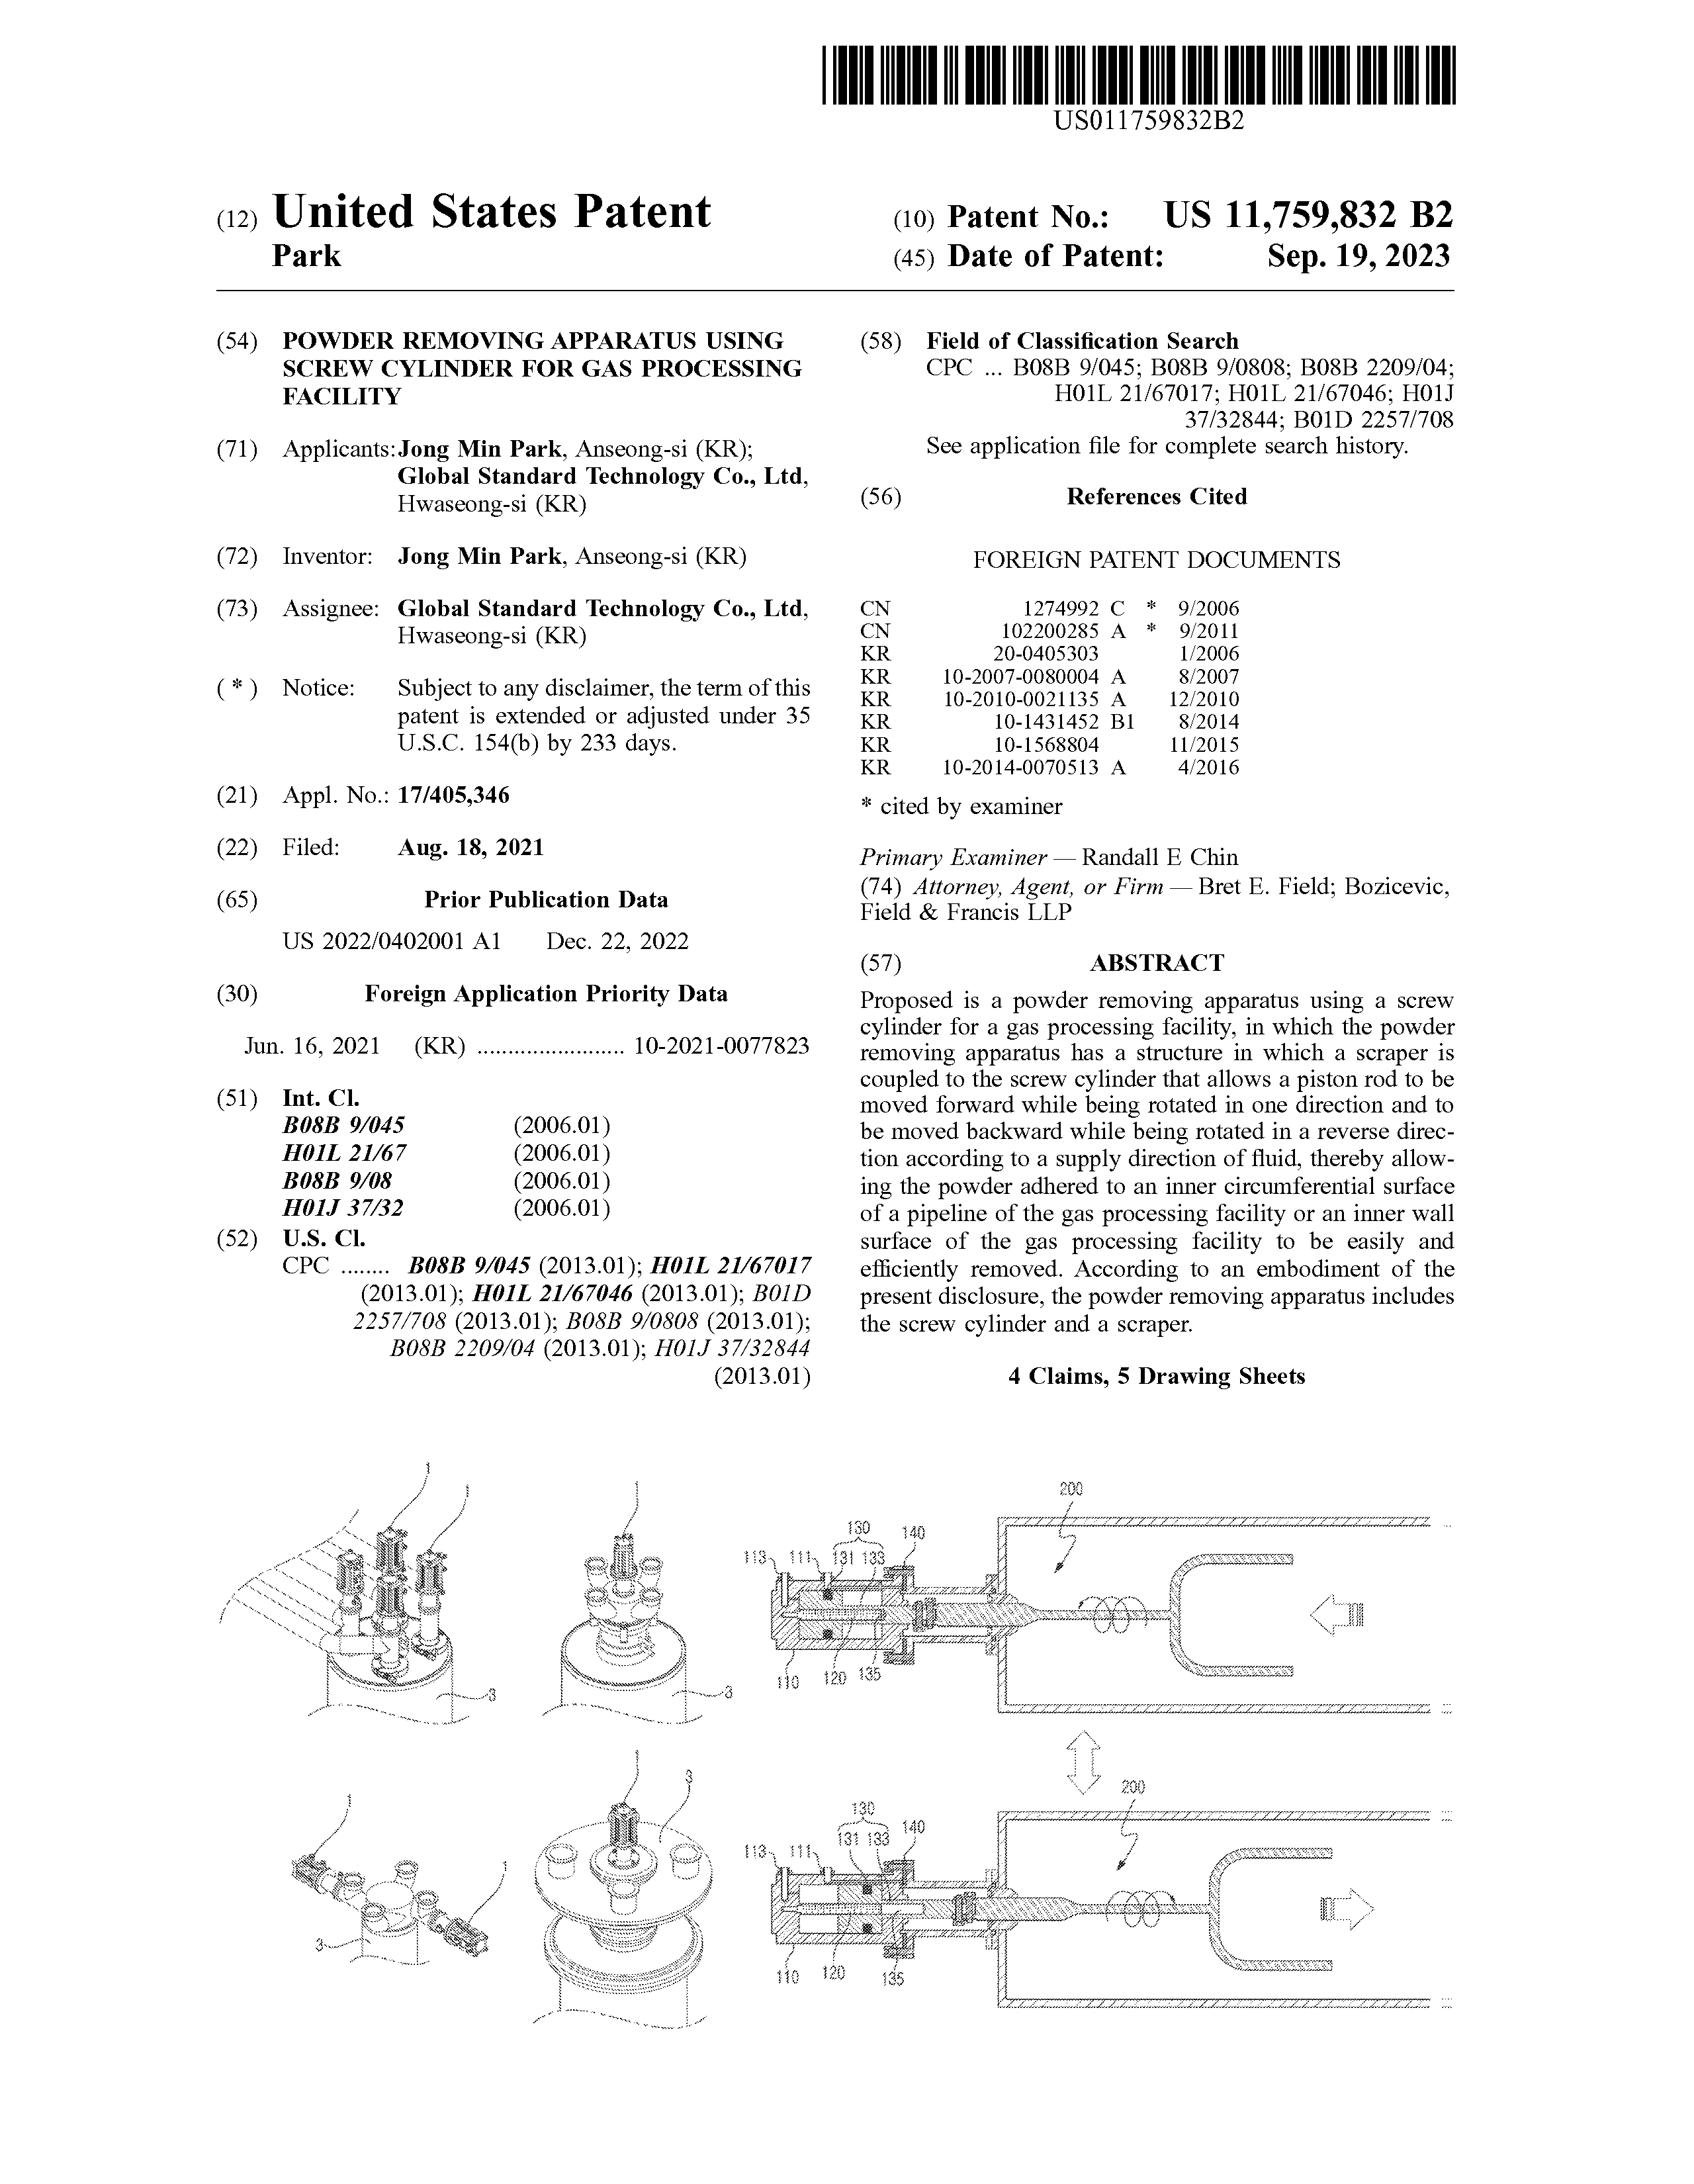 US011759832B2
(12) United States Patent
Park
(10) Patent No.: US 11,759,832 B2
(45) Date of Patent: Sep. 19, 2023
(54) POWDER REMOVING APPARATUS USING
SCREW CYLINDER FOR GAS PROCESSING
FACILITY
(71) Applicants: Jong Min Park, Anseong-si (KR);
Global Standard Technology Co., Ltd,
Hwaseong-si (KR)
(72) Inventor: Jong Min Park, Anseong-si (KR)
(73) Assignee: Global Standard Technology Co., Ltd,
Hwaseong-si (KR)
( * ) Notice: Subject to any disclaimer, the term of this
patent is extended or adjusted under 35
U.S.C. 154(b) by 233 days.
(21) Appl. No.: 17/405,346
(22) Filed: Aug. 18, 2021
(65) Prior Publication Data
US 2022/0402001 A1 Dec. 22, 2022
(30) Foreign Application Priority Data
Jun. 16, 2021 (KR) ........................ 10-2021-0077823
(51) Int. Cl.
B08B 9/045 (2006.01)
H01L 21/67 (2006.01)
B08B 9/08 (2006.01)
H01J 37/32 (2006.01)
(52) U.S. Cl.
CPC ........ B08B 9/045 (2013.01); H01L 21/67017
(2013.01); H01L 21/67046 (2013.01); B01D
2257/708 (2013.01); B08B 9/0808 (2013.01);
B08B 2209/04 (2013.01); H01J 37/32844
(2013.01)
(58) Field of Classification Search
CPC ... B08B 9/045; B08B 9/0808; B08B 2209/04;
H01L 21/67017; H01L 21/67046; H01J
37/32844; B01D 2257/708
See application file for complete search history.
(56) References Cited
FOREIGN PATENT DOCUMENTS
CN 1274992 C * 9/2006
CN 102200285 A * 9/2011
KR 20-0405303 1/2006
KR 10-2007-0080004 A 8/2007
KR 10-2010-0021135 A 12/2010
KR 10-1431452 B1 8/2014
KR 10-1568804 11/2015
KR 10-2014-0070513 A 4/2016
* cited by examiner
Primary Examiner — Randall E Chin
(74) Attorney, Agent, or Firm — Bret E. Field; Bozicevic,
Field & Francis LLP
(57) ABSTRACT
Proposed is a powder removing apparatus using a screw
cylinder for a gas processing facility, in which the powder
removing apparatus has a structure in which a scraper is
coupled to the screw cylinder that allows a piston rod to be
moved forward while being rotated in one direction and to
be moved backward while being rotated in a reverse direc-
tion according to a supply direction of fluid, thereby allow-
ing the powder adhered to an inner circumferential surface
of a pipeline of the gas processing facility or an inner wall
surface of the gas processing facility to be easily and
efficiently removed. According to an embodiment of the
present disclosure, the powder removing apparatus includes
the screw cylinder and a scraper.
4 Claims, 5 Drawing Sheets
1
1
3
1
3
200
130
140
113 111 131 133
110 120 135
1
1
3
1
3
200
130
140
113 111 131 133
110 120 135